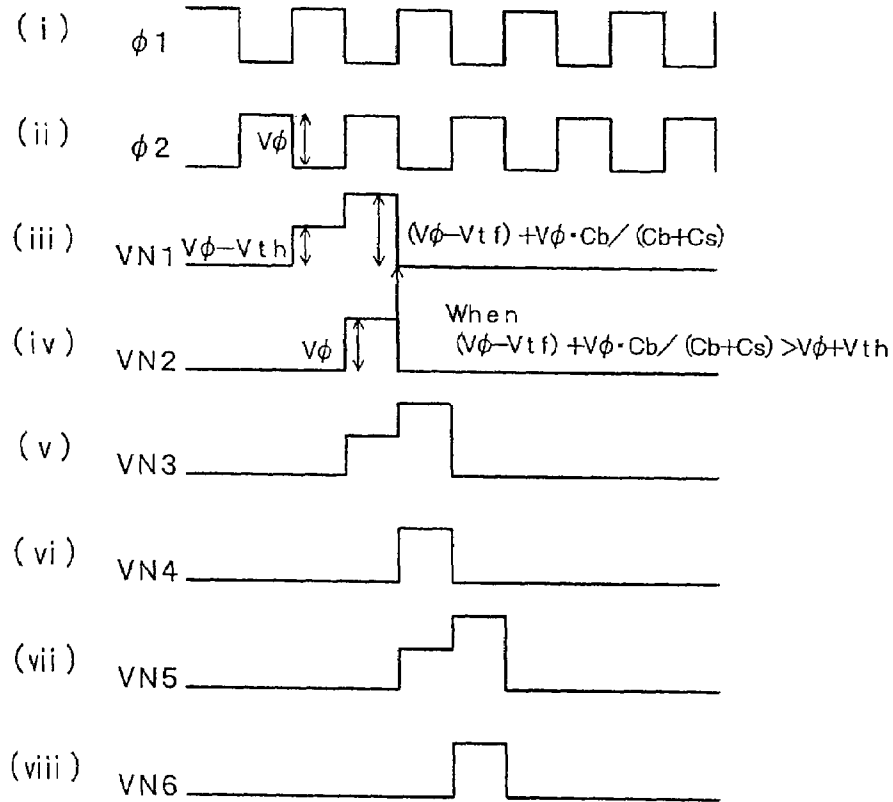 (i) φ1
(ii) φ2 Vφ
(iii) VN1 Vφ−Vth (Vφ−Vtf)+Vφ·Cb/(Cb+Cs)
(iv) VN2 Vφ When
(Vφ−Vtf)+Vφ·Cb/(Cb+Cs)>Vφ+Vth
(v) VN3
(vi) VN4
(vii) VN5
(viii) VN6